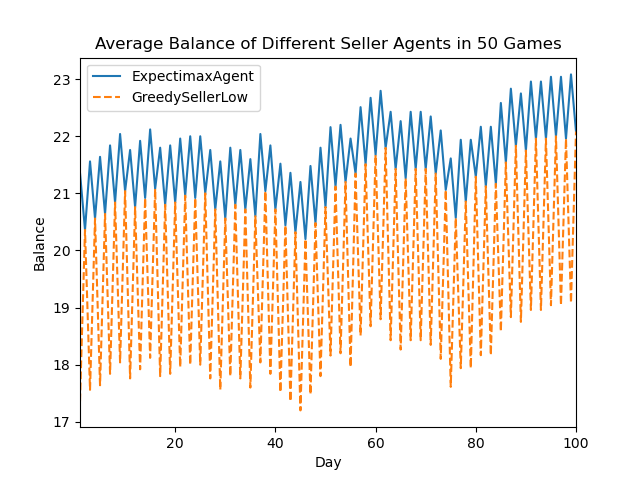 Average Balance of Different Seller Agents in 50 Games
ExpectimaxAgent
GreedySellerLow
23
22
21
20
19
18
17
Balance
20
40
60
80
100
Day